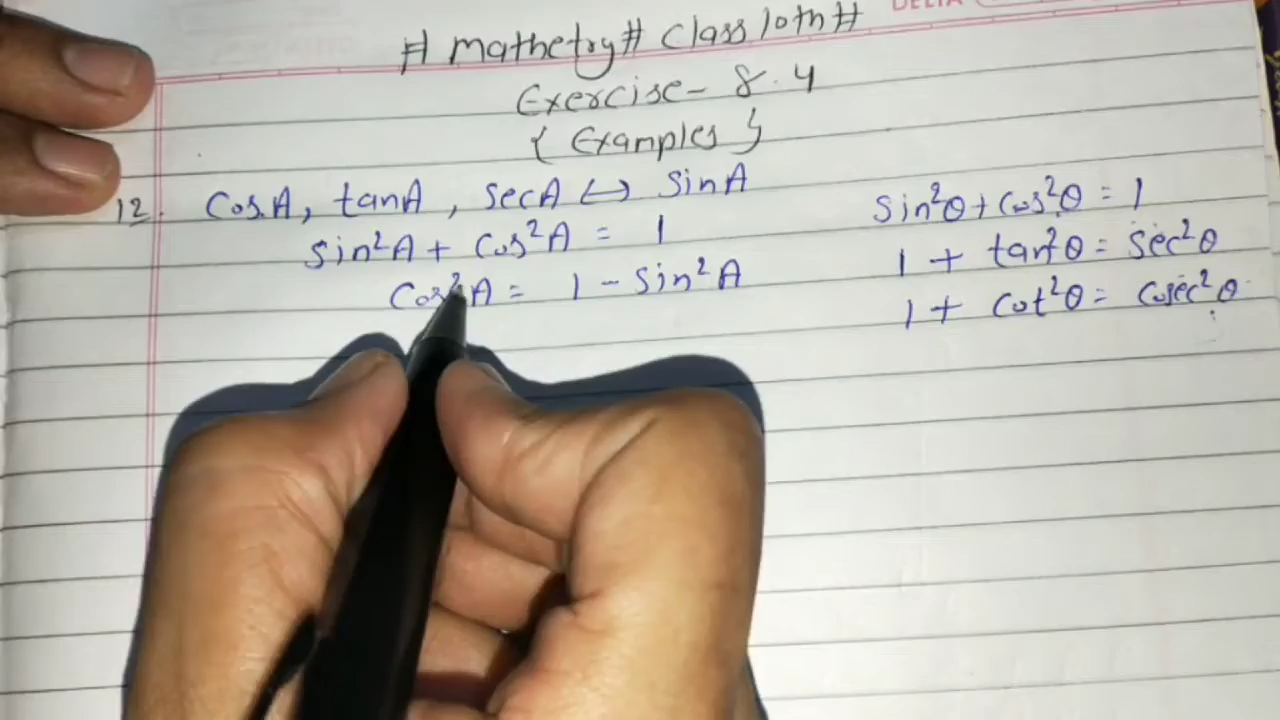 # Mathetry# Class 10th#
Exercise - 8.4
{ Examples }
12. Cos.A, tanA, secA ↔ sinA
sin²A + Cos²A = 1
Cos²A = 1 - sin²A
sin²θ + Cos²θ = 1
1 + tan²θ = sec²θ
1 + cot²θ = cosec²θ